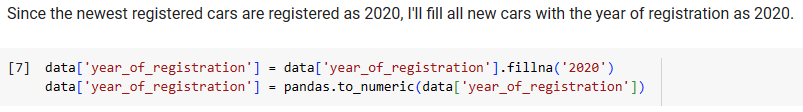 Since the newest registered cars are registered as 2020, I'll fill all new cars with the year of registration as 2020.
[7] data['year_of_registration'] = data['year_of_registration'].fillna('2020')
data['year_of_registration'] = pandas.to_numeric(data['year_of_registration'])